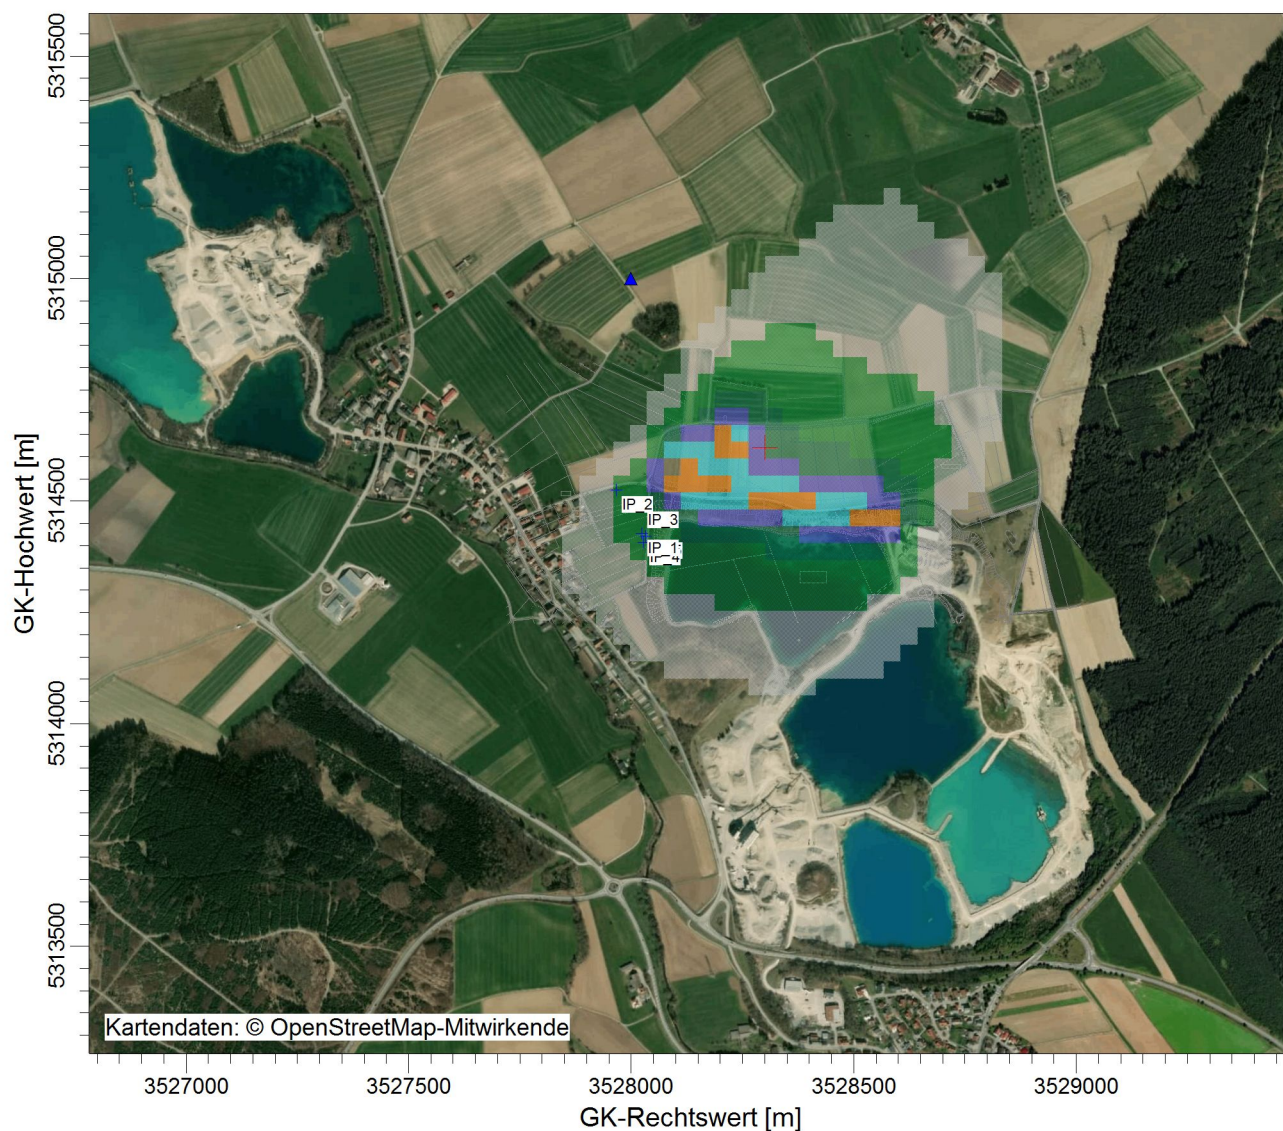 5315500
5315000
5314500
5314000
5313500
GK-Hochwert [m]
IP_2
IP_3
IP_1
IP_4
Kartendaten: © OpenStreetMap-Mitwirkende
3527000 3527500 3528000 3528500 3529000
GK-Rechtswert [m]